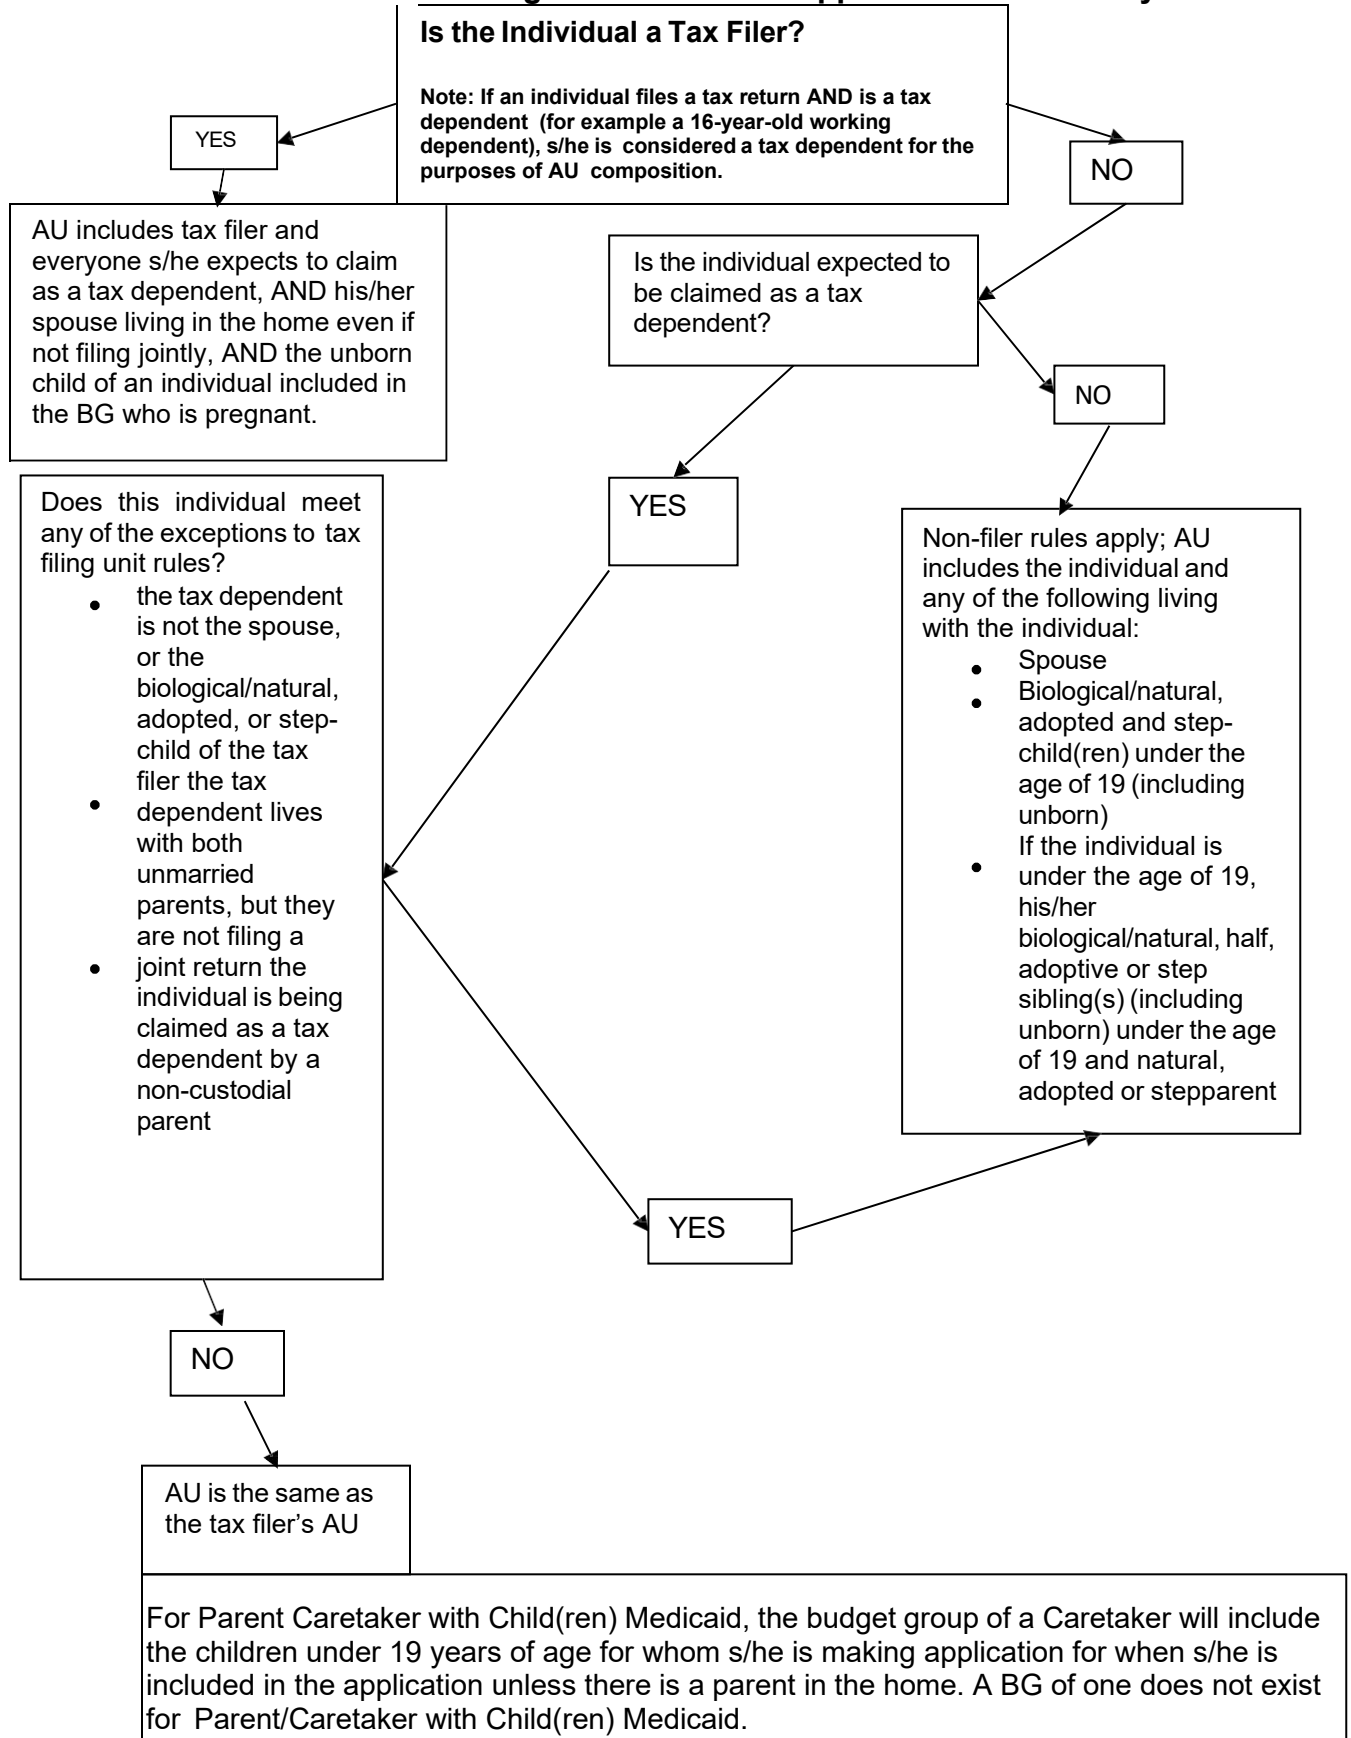 Is the Individual a Tax Filer?
Note: If an individual files a tax return AND is a tax
dependent (for example a 16-year-old working
dependent), s/he is considered a tax dependent for the
purposes of AU composition.
YES
NO
AU includes tax filer and
everyone s/he expects to claim
as a tax dependent, AND his/her
spouse living in the home even if
not filing jointly, AND the unborn
child of an individual included in
the BG who is pregnant.
Is the individual expected to
be claimed as a tax
dependent?
NO
YES
Does this individual meet
any of the exceptions to tax
filing unit rules?
• the tax dependent
is not the spouse,
or the
biological/natural,
adopted, or step-
child of the tax
filer the tax
• dependent lives
with both
unmarried
parents, but they
are not filing a
• joint return the
individual is being
claimed as a tax
dependent by a
non-custodial
parent
Non-filer rules apply; AU
includes the individual and
any of the following living
with the individual:
• Spouse
• Biological/natural,
adopted and step-
child(ren) under the
age of 19 (including
unborn)
• If the individual is
under the age of 19,
his/her
biological/natural, half,
adoptive or step
sibling(s) (including
unborn) under the age
of 19 and natural,
adopted or stepparent
YES
NO
AU is the same as
the tax filer’s AU
For Parent Caretaker with Child(ren) Medicaid, the budget group of a Caretaker will include
the children under 19 years of age for whom s/he is making application for when s/he is
included in the application unless there is a parent in the home. A BG of one does not exist
for Parent/Caretaker with Child(ren) Medicaid.